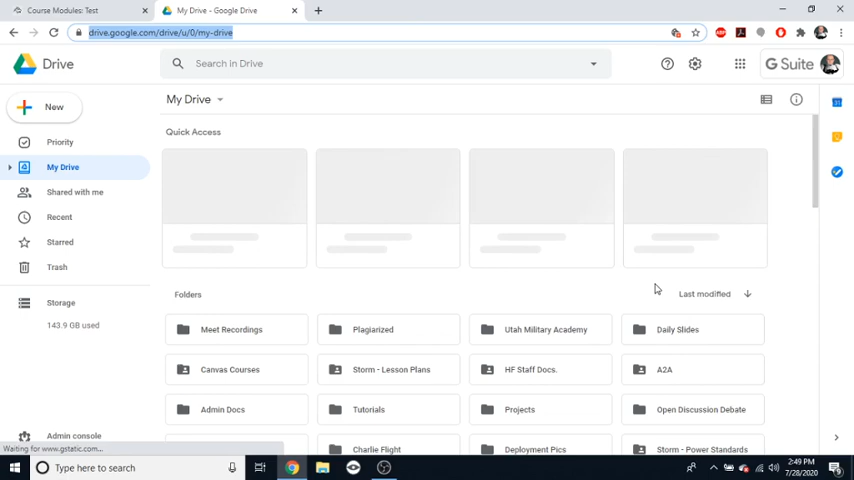 Course Modules: Test
My Drive - Google Drive
drive.google.com/drive/u/0/my-drive
ABP
Drive
Search in Drive
G Suite
New
My Drive
31
Priority
Quick Access
My Drive
Shared with me
Recent
Starred
Trash
Storage
143.9 GB used
Admin console
Folders
Last modified
Meet Recordings
Plagiarized
Utah Military Academy
Daily Slides
Canvas Courses
Storm - Lesson Plans
HF Staff Docs.
A2A
Admin Docs
Tutorials
Projects
Open Discussion Debate
Charlie Flight
Deployment Pics
Storm - Power Standards
Waiting for www.gstatic.com...
Type here to search
2:49 PM
7/28/2020